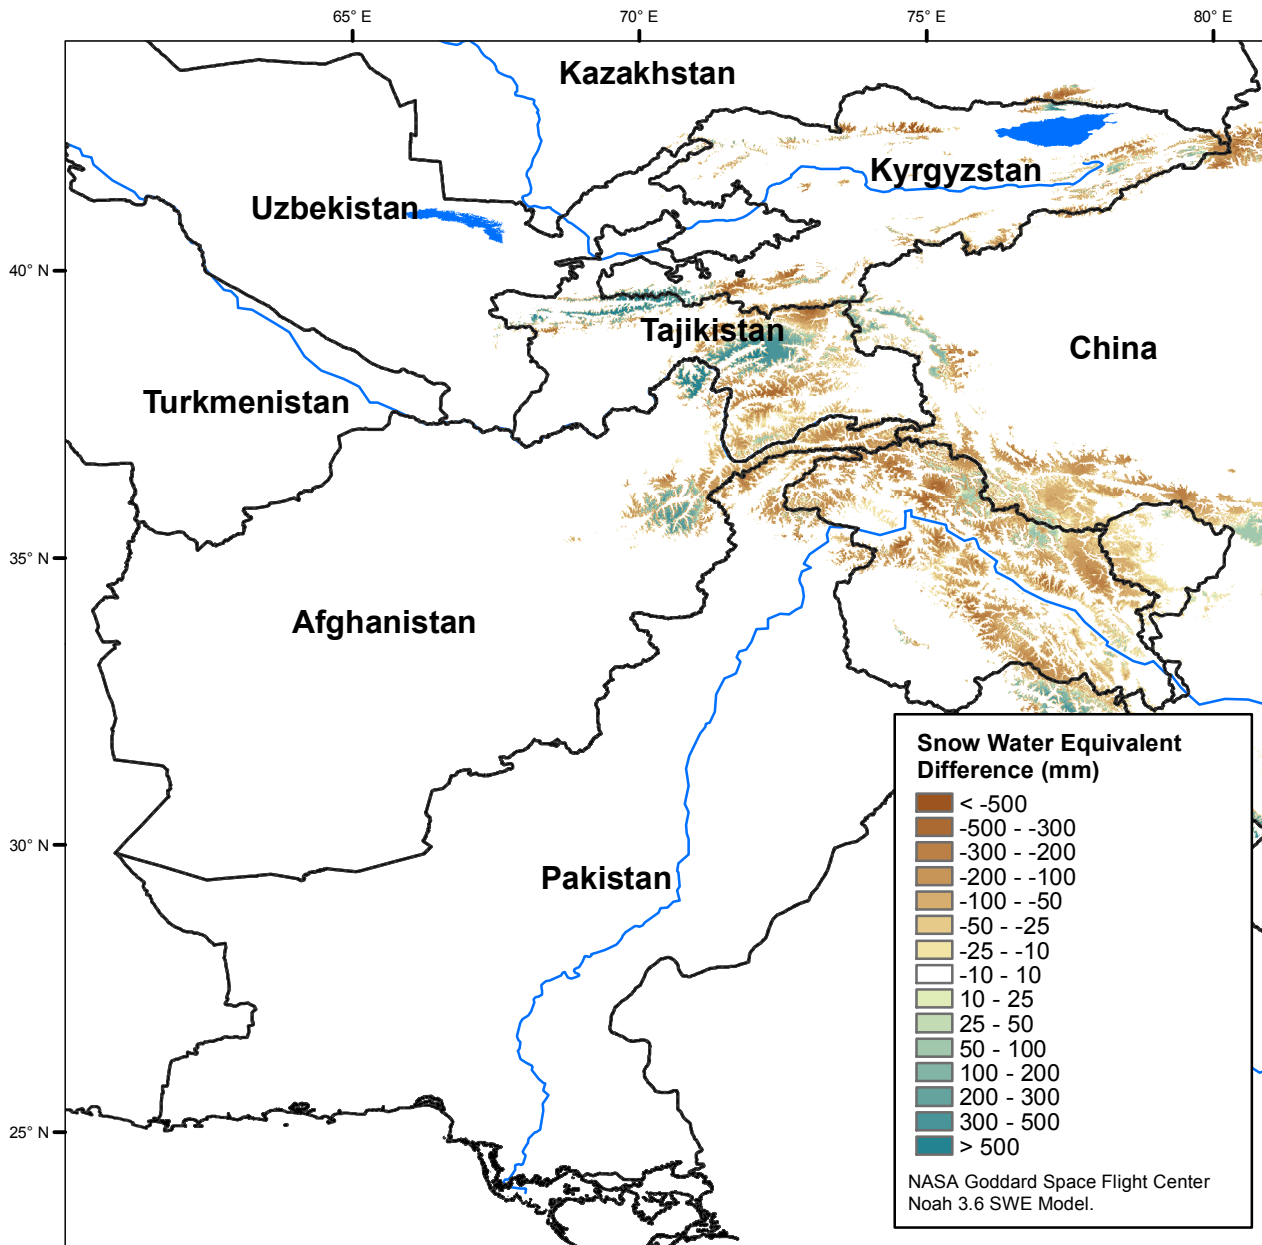 65° E
70° E
75° E
80° E
Kazakhstan
Kyrgyzstan
Uzbekistan
40° N
Tajikistan
China
Turkmenistan
35° N
Afghanistan
Snow Water Equivalent
Difference (mm)
< -500
-500 - -300
-300 - -200
-200 - -100
-100 - -50
-50 - -25
-25 - -10
-10 - 10
10 - 25
25 - 50
50 - 100
100 - 200
200 - 300
300 - 500
> 500
NASA Goddard Space Flight Center
Noah 3.6 SWE Model.
30° N
Pakistan
25° N